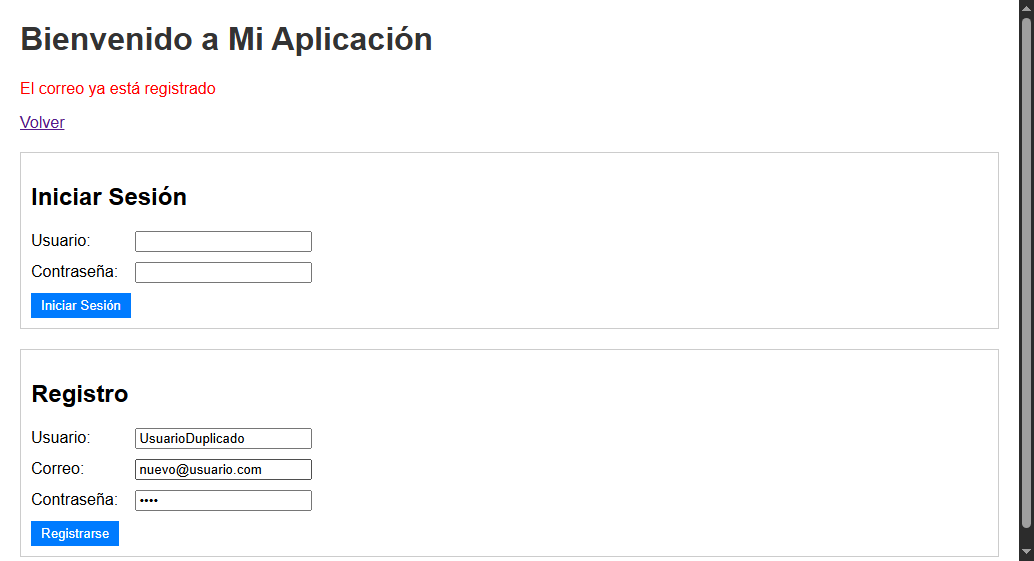 Bienvenido a Mi Aplicación
El correo ya está registrado
Volver
Iniciar Sesión
Usuario:
Contraseña:
Iniciar Sesión
Registro
Usuario: UsuarioDuplicado
Correo: nuevo@usuario.com
Contraseña: ••••
Registrarse